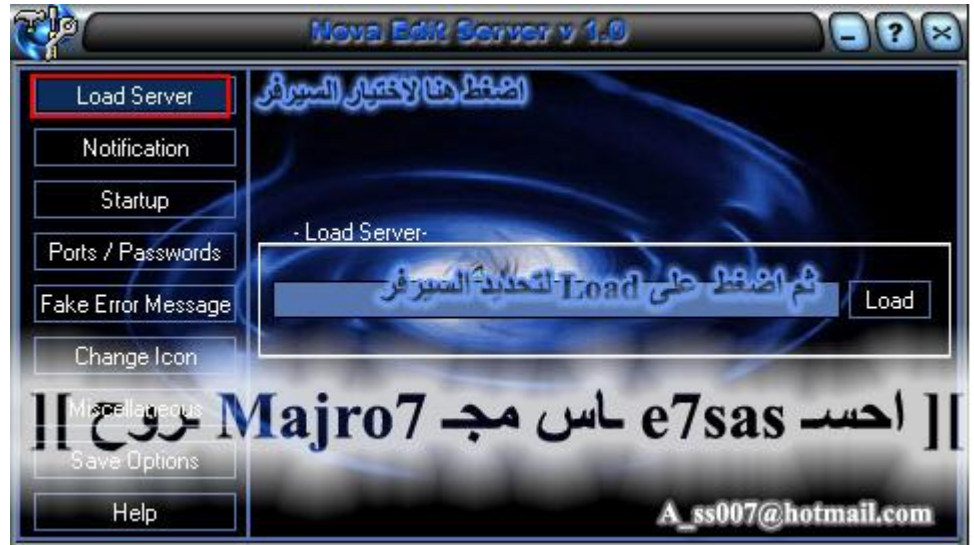 Nova Edit Server v 1.0
Load Server
اضغط هنا لاختيار السيرفر
Notification
Startup
- Load Server-
Ports / Passwords
ثم اضغط على Load لتحديد السيرفر
Load
Fake Error Message
Change Icon
Miscellaneous
][ احسـ e7sas ـاس مجـ Majro7 ـروح ][
Save Options
Help
A_ss007@hotmail.com